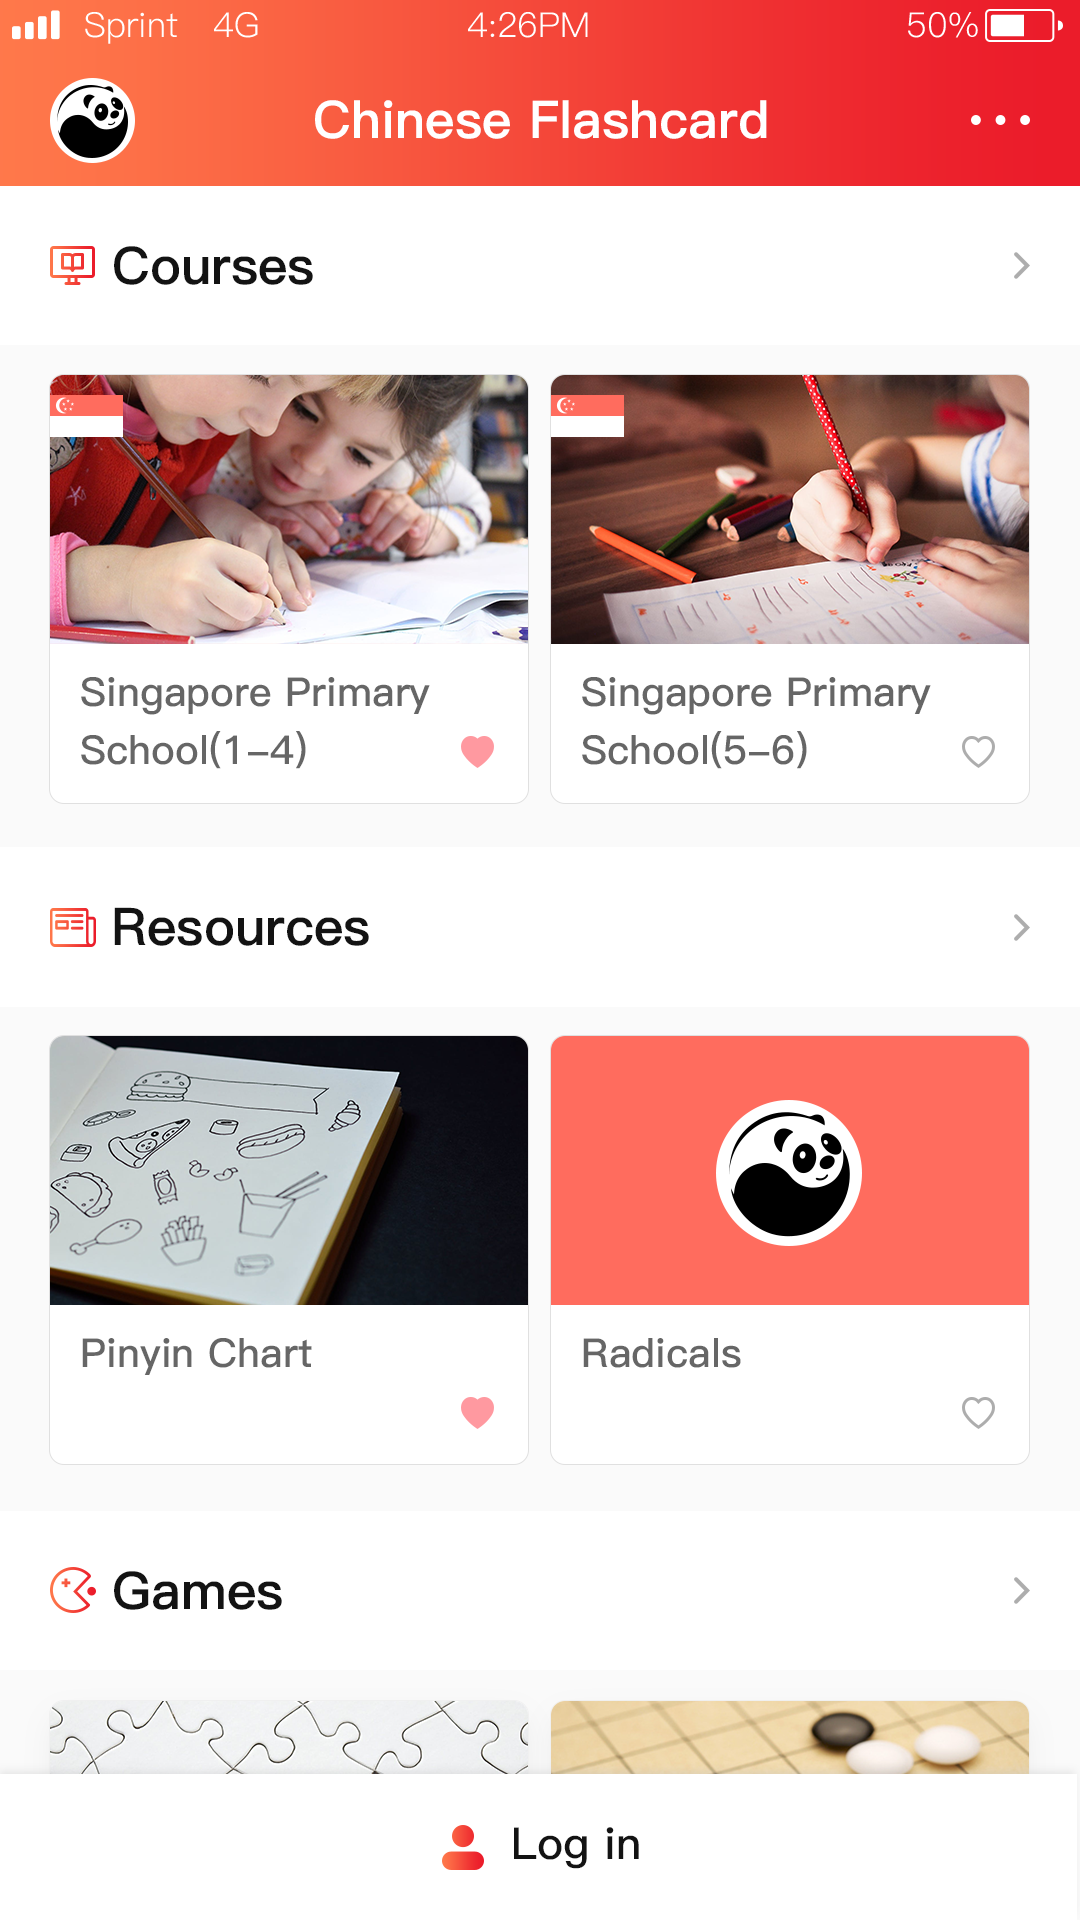 Sprint 4G 4:26PM 50%
Chinese Flashcard
Courses
Singapore Primary
School(1-4)
Singapore Primary
School(5-6)
Resources
Pinyin Chart
Radicals
Games
Log in